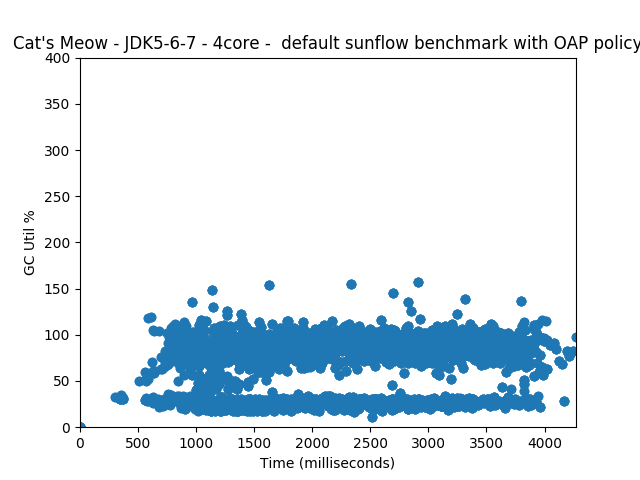 Cat's Meow - JDK5-6-7 - 4core -  default sunflow benchmark with OAP policy
400
350
300
250
200
150
100
50
0
GC Util %
0 500 1000 1500 2000 2500 3000 3500 4000
Time (milliseconds)